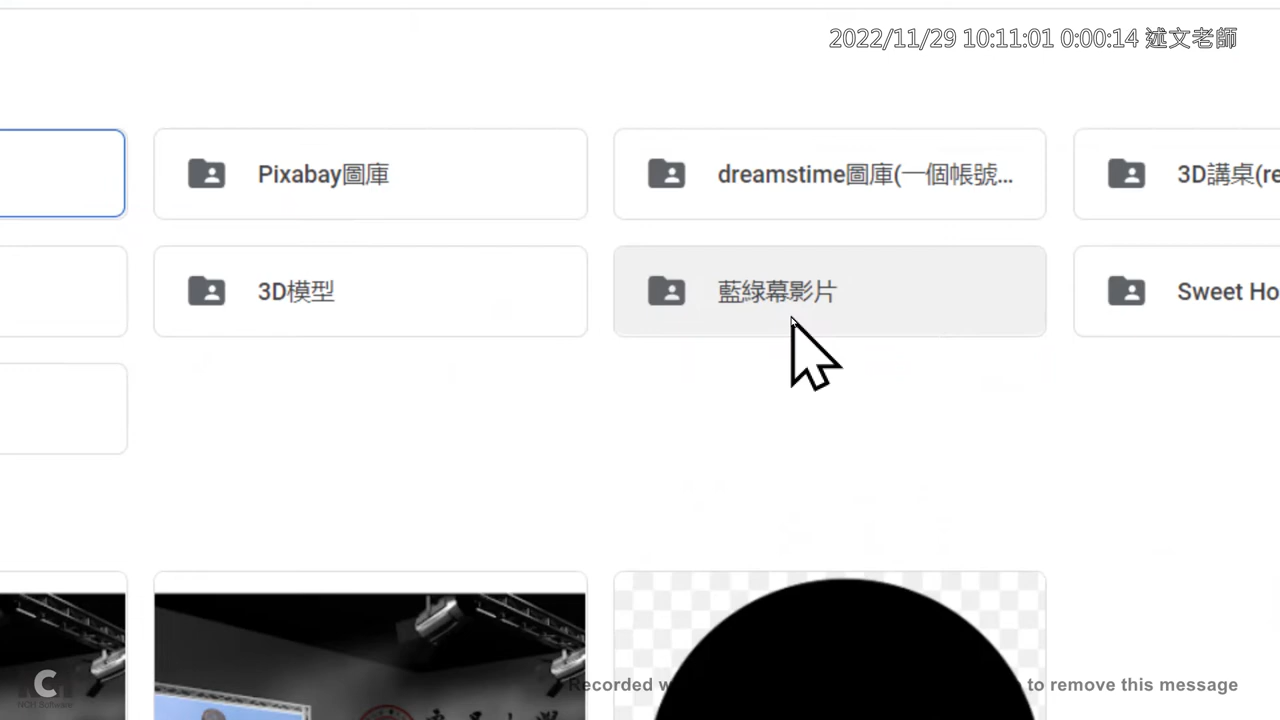 2022/11/29 10:11:01 0:00:14 述文老師
Pixabay圖庫
dreamstime圖庫(一個帳號...
3D講桌(re
3D模型
藍綠幕影片
Sweet Ho
Recorded w
to remove this message
NCH Software